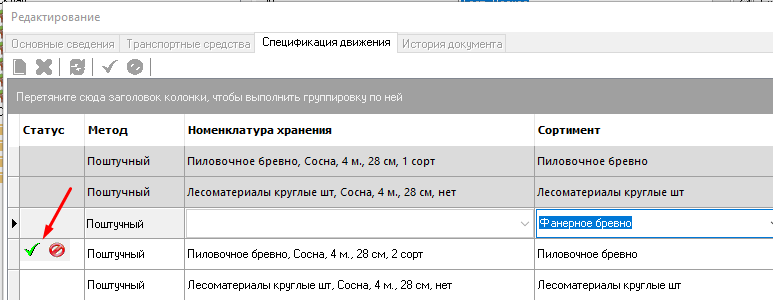 Редактирование
Основные сведения Транспортные средства Спецификация движения История документа
Перетяните сюда заголовок колонки, чтобы выполнить группировку по ней
Статус Метод Номенклатура хранения Сортимент
Поштучный Пиловочное бревно, Сосна, 4 м., 28 см, 1 сорт Пиловочное бревно
Поштучный Лесоматериалы круглые шт, Сосна, 4 м., 28 см, нет Лесоматериалы круглые шт
Поштучный Фанерное бревно
Поштучный Пиловочное бревно, Сосна, 4 м., 28 см, 2 сорт Пиловочное бревно
Поштучный Лесоматериалы круглые шт, Сосна, 4 м., 28 см, нет Лесоматериалы круглые шт